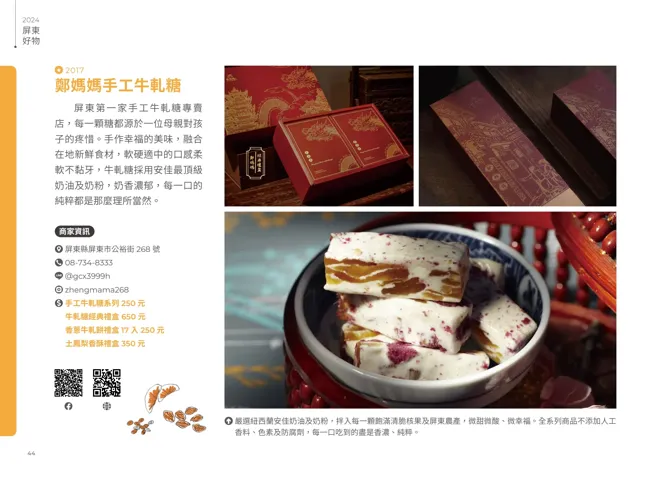 2024
屏東
好物
2017
鄭媽媽手工牛軋糖
屏東第一家手工牛軋糖專賣
店，每一顆糖都源於一位母親對孩
子的疼惜。手作幸福的美味，融合
在地新鮮食材，軟硬適中的口感柔
軟不黏牙，牛軋糖採用安佳最頂級
奶油及奶粉，奶香濃郁，每一口的
純粹都是那麼理所當然。
商家資訊
屏東縣屏東市公裕街 268 號
08-734-8333
@gcx3999h
zhengmama268
手工牛軋糖系列 250 元
牛軋糖經典禮盒 650 元
香蔥牛軋餅禮盒 17 入 250 元
土鳳梨香酥禮盒 350 元
嚴選紐西蘭安佳奶油及奶粉，拌入每一顆飽滿清脆核果及屏東農產，微甜微酸、微幸福。全系列商品不添加人工
香料、色素及防腐劑，每一口吃到的盡是香濃、純粹。
44